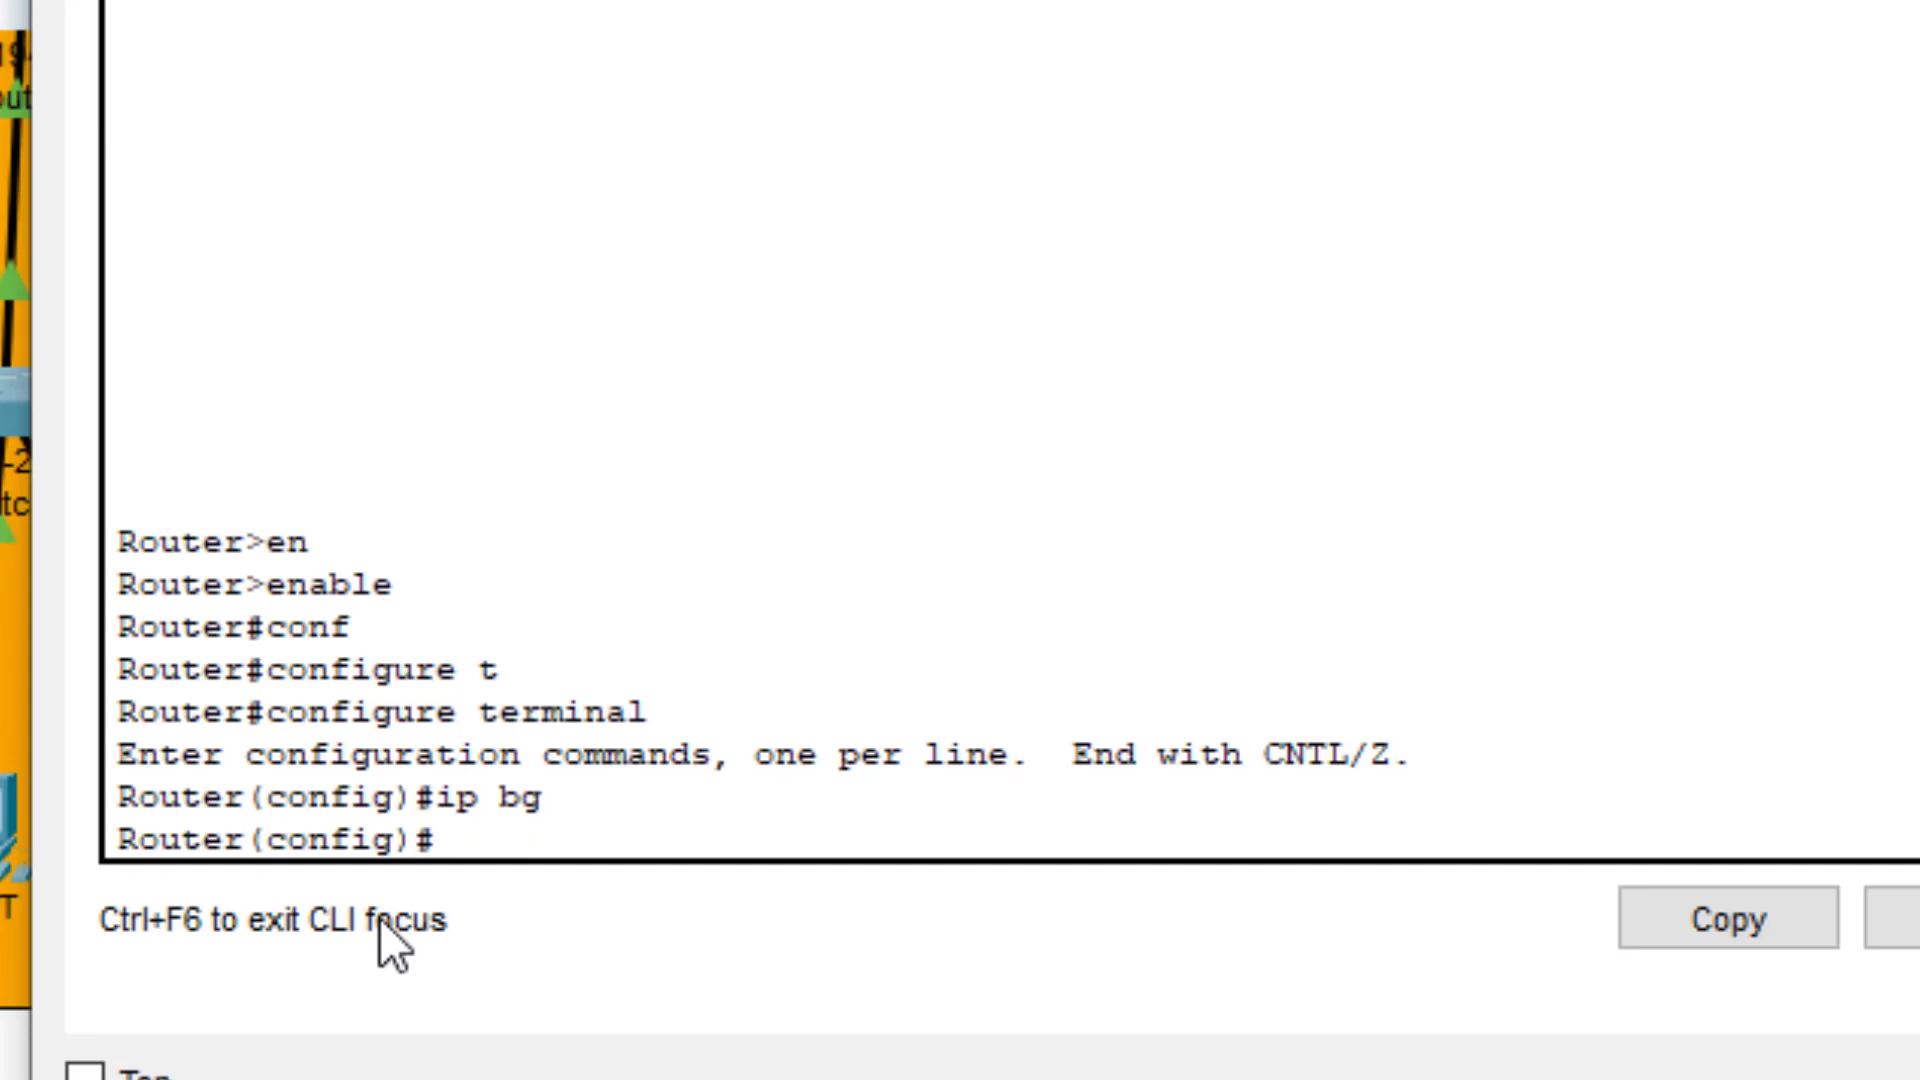 Router>en
Router>enable
Router#conf
Router#configure t
Router#configure terminal
Enter configuration commands, one per line.  End with CNTL/Z.
Router(config)#ip bg
Router(config)#
Ctrl+F6 to exit CLI focus
Copy
Top